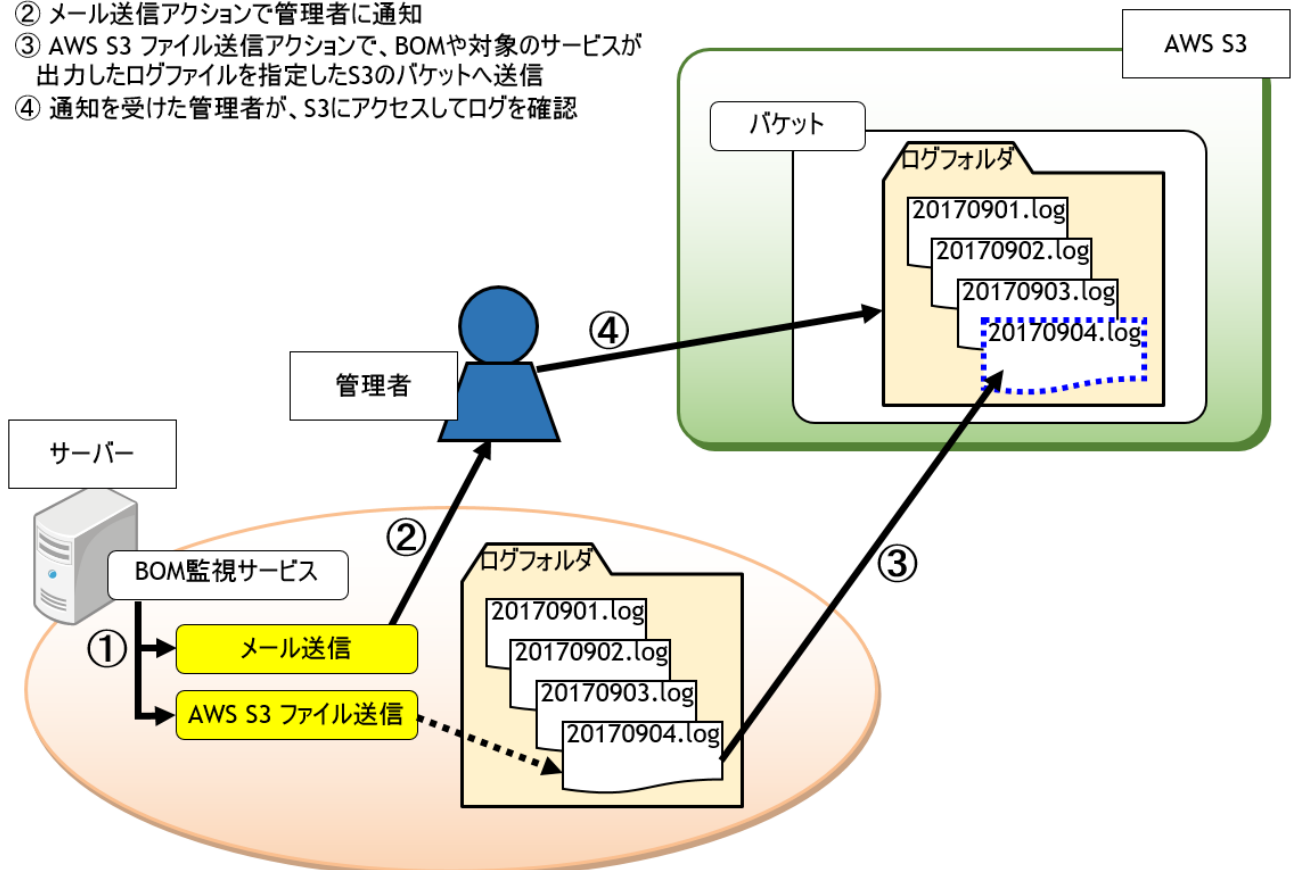 ② メール送信アクションで管理者に通知
③ AWS S3 ファイル送信アクションで、BOMや対象のサービスが
出力したログファイルを指定したS3のバケットへ送信
④ 通知を受けた管理者が、S3にアクセスしてログを確認
AWS S3
バケット
ログフォルダ
20170901.log
20170902.log
20170903.log
20170904.log
④
管理者
サーバー
②
③
BOM監視サービス
①
メール送信
AWS S3 ファイル送信
ログフォルダ
20170901.log
20170902.log
20170903.log
20170904.log